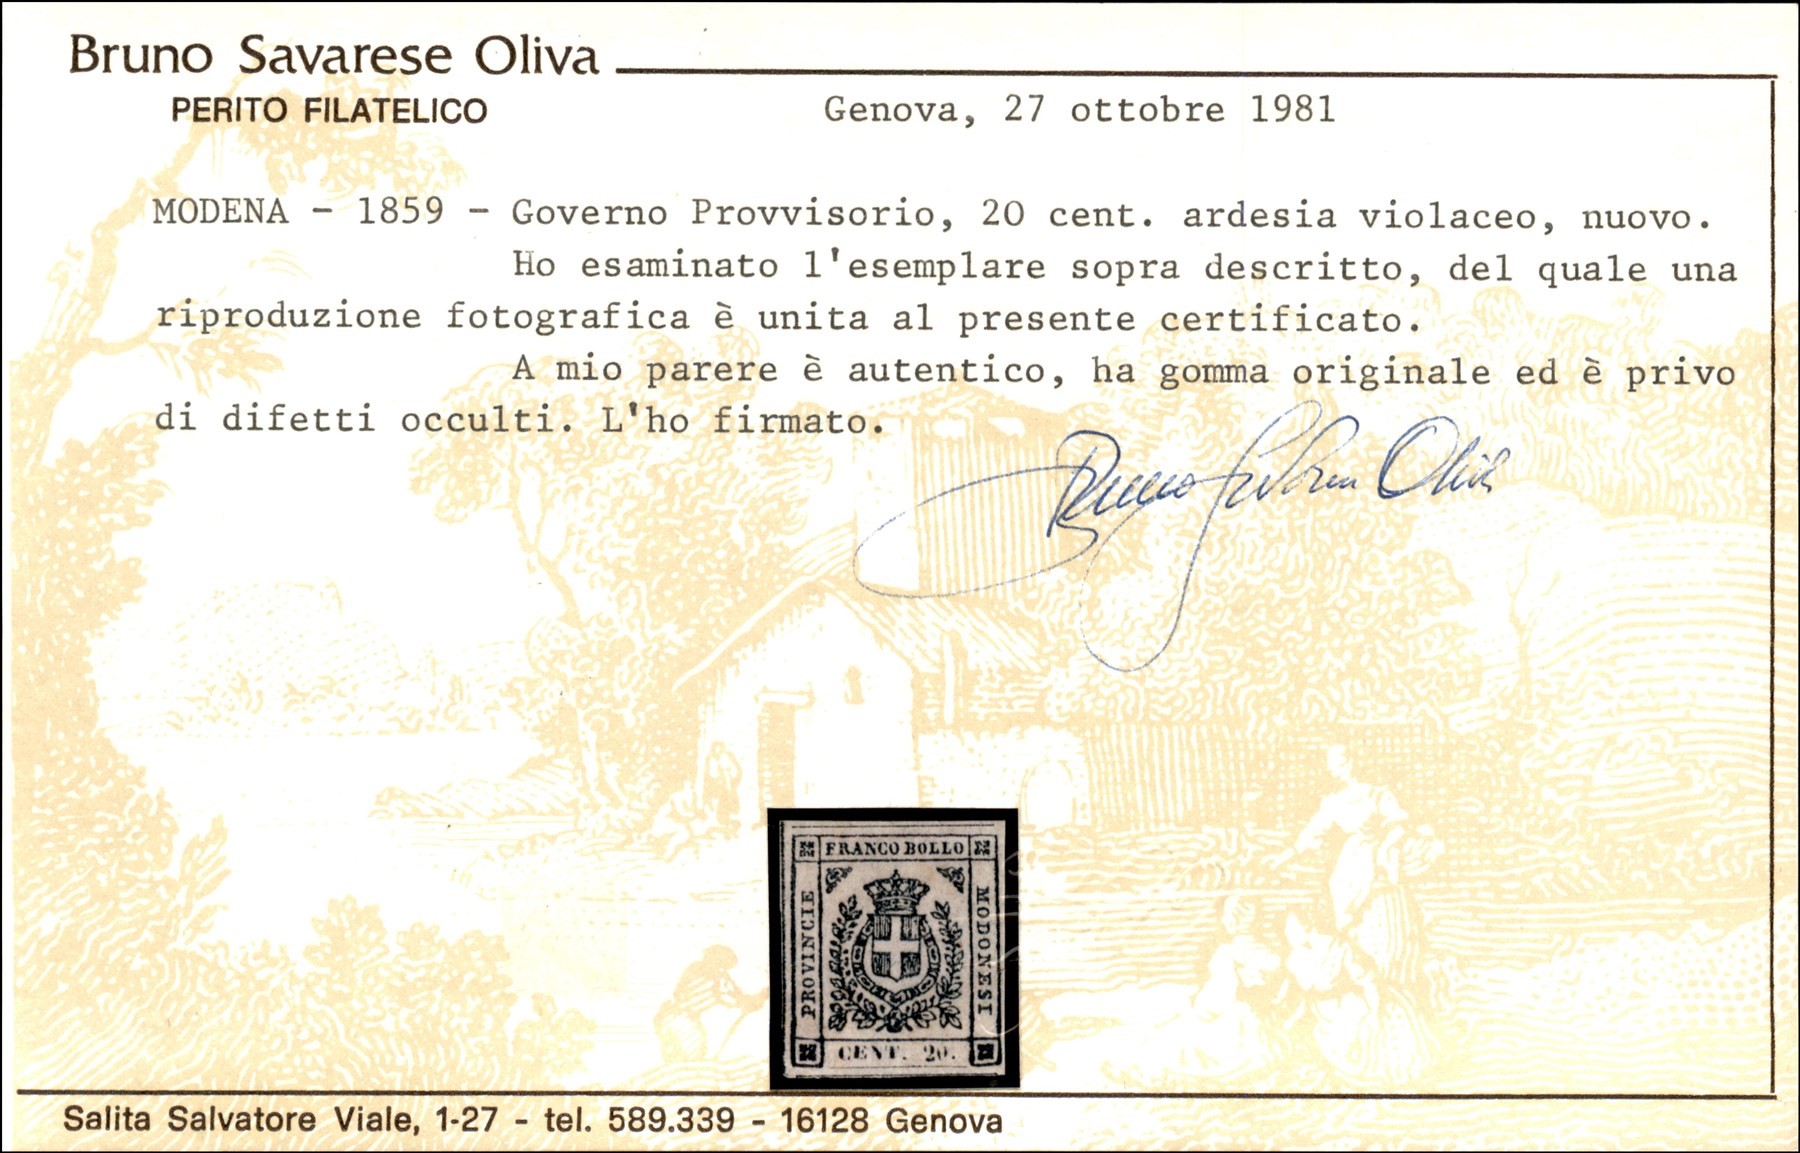 Bruno Savarese Oliva
PERITO FILATELICO
Genova, 27 ottobre 1981
MODENA - 1859 - Governo Provvisorio, 20 cent. ardesia violaceo, nuovo.
Ho esaminato l'esemplare sopra descritto, del quale una
riproduzione fotografica è unita al presente certificato.
A mio parere è autentico, ha gomma originale ed è privo
di difetti occulti. L'ho firmato.
Bruno Savarese Oliva
FRANCO BOLLO
PROVINCIE
MODONESI
CENT. 20.
Salita Salvatore Viale, 1-27 - tel. 589.339 - 16128 Genova